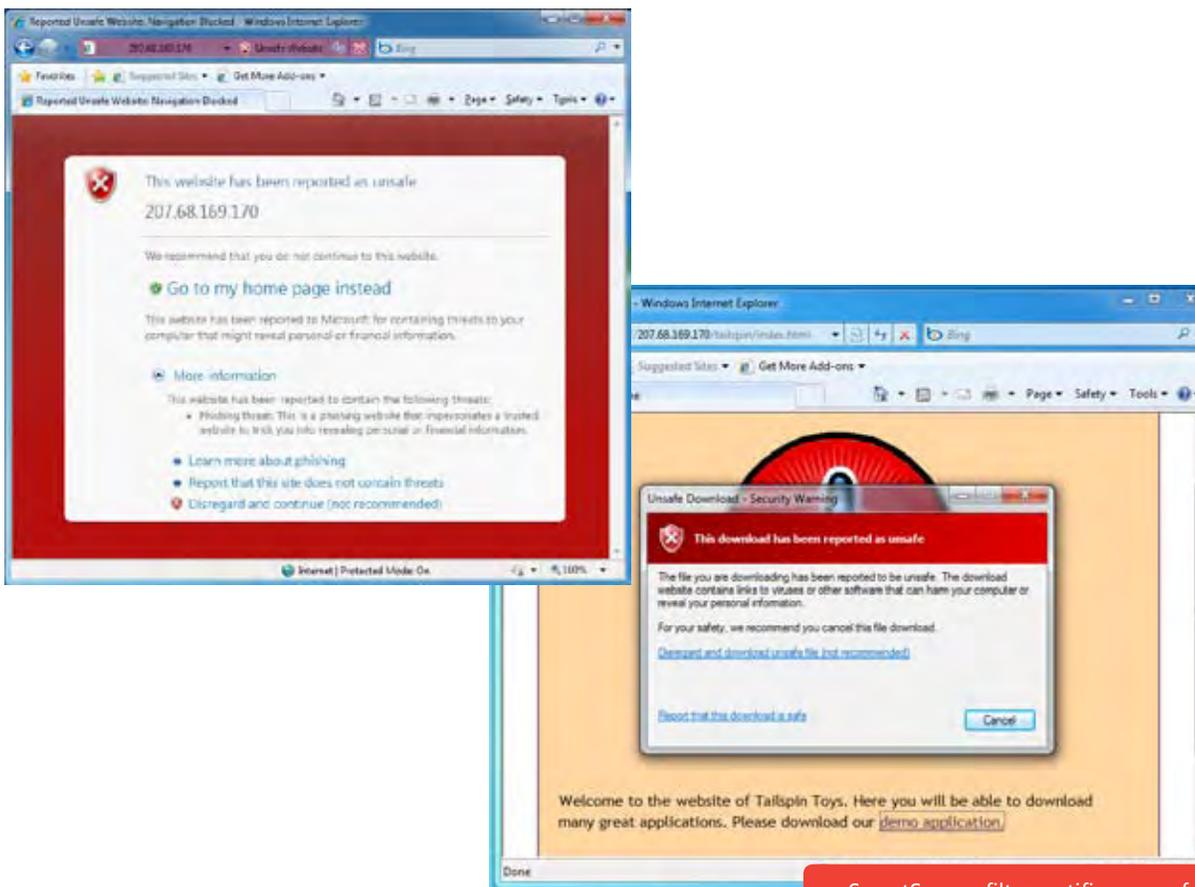 Reported Unsafe Website: Navigation Blocked - Windows Internet Explorer
Unsafe Website
Bing
Favorites
Suggested Sites
Get More Add-ons
Reported Unsafe Website: Navigation Blocked
Page
Safety
Tools
This website has been reported as unsafe
207.68.169.170
We recommend that you do not continue to this website.
Go to my home page instead
This website has been reported to Microsoft for containing threats to your
computer that might reveal personal or financial information.
More information
This website has been reported to contain the following threats:
Phishing threat: This is a phishing website that impersonates a trusted
website to trick you into revealing personal or financial information.
Learn more about phishing
Report that this site does not contain threats
Disregard and continue (not recommended)
Internet | Protected Mode: On
100%
- Windows Internet Explorer
207.68.169.170/tailspin/index.html
Bing
Suggested Sites
Get More Add-ons
Page
Safety
Tools
Unsafe Download - Security Warning
This download has been reported as unsafe
The file you are downloading has been reported to be unsafe. The download
website contains links to viruses or other software that can harm your computer or
reveal your personal information.
For your safety, we recommend you cancel this file download.
Disregard and download unsafe file (not recommended)
Report that this download is safe
Cancel
Welcome to the website of Tailspin Toys. Here you will be able to download
many great applications. Please download our demo application.
Done